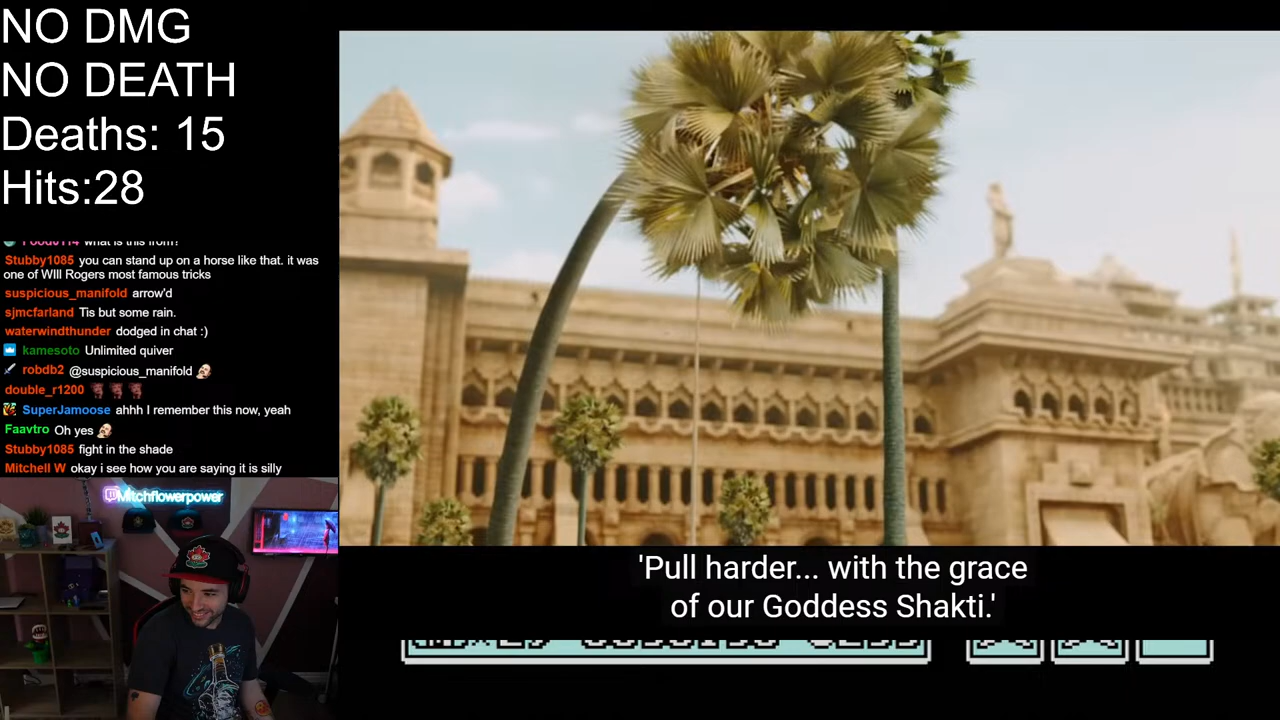 NO DMG
NO DEATH
Deaths: 15
Hits:28
what is this from?
Stubby1085 you can stand up on a horse like that. it was
one of WIll Rogers most famous tricks
suspicious_manifold arrow'd
sjmcfarland Tis but some rain.
waterwindthunder dodged in chat :)
kamesoto Unlimited quiver
robdb2 @suspicious_manifold
double_r1200
SuperJamoose ahhh I remember this now, yeah
Faavtro Oh yes
Stubby1085 fight in the shade
Mitchell W okay i see how you are saying it is silly
Mitchflowerpower
'Pull harder... with the grace
of our Goddess Shakti.'